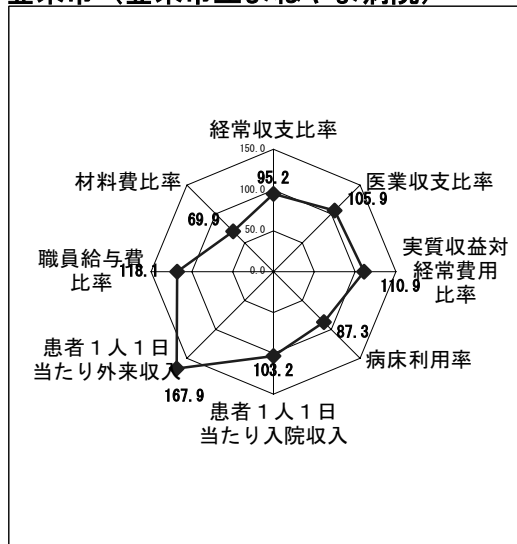 経常収支比率
150.0
95.2
医業収支比率
材料費比率
100.0
105.9
69.9
50.0
実質収益対
経常費用
比率
職員給与費
比率
118.1
0.0
110.9
87.3
患者１人１日
当たり外来収入
病床利用率
167.9
103.2
患者１人１日
当たり入院収入